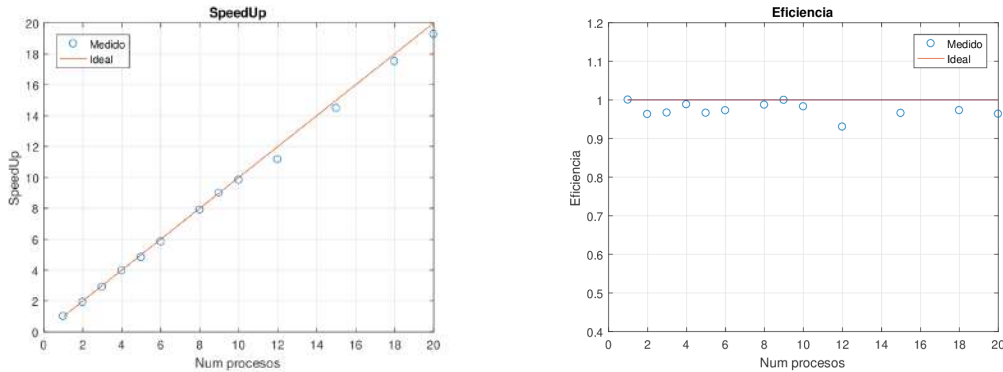 SpeedUp
20
18
16
14
12
10
8
6
4
2
0
SpeedUp
Medido
Ideal
0 2 4 6 8 10 12 14 16 18 20
Num procesos
Eficiencia
1.2
1.1
1
0.9
0.8
0.7
0.6
0.5
0.4
Eficiencia
Medido
Ideal
0 2 4 6 8 10 12 14 16 18 20
Num procesos